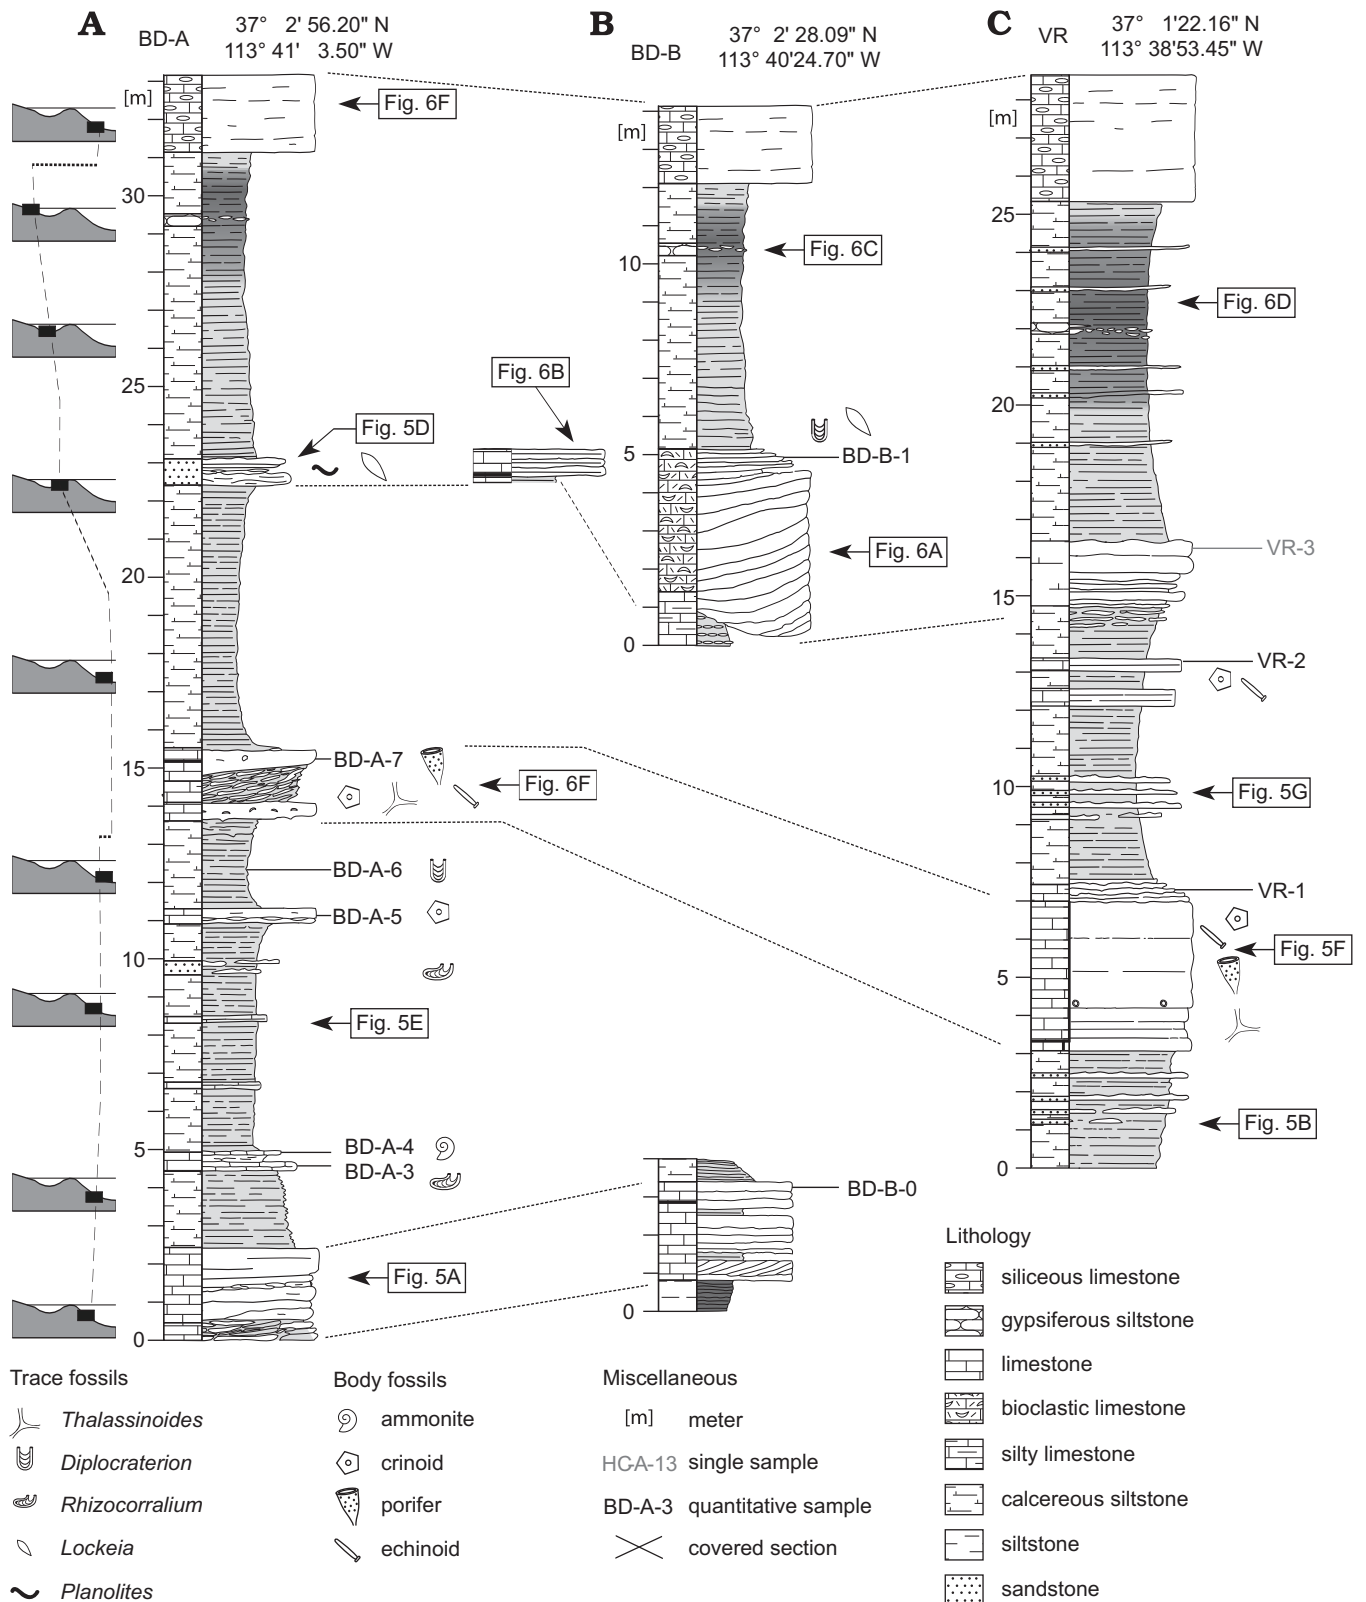 A
BD-A
37° 2' 56.20" N
113° 41' 3.50" W
B
BD-B
37° 2' 28.09" N
113° 40'24.70" W
C
VR
37° 1'22.16" N
113° 38'53.45" W
[m]
30
25
20
15
10
5
0
Fig. 6F
Fig. 5D
BD-A-7
Fig. 6F
BD-A-6
BD-A-5
Fig. 5E
BD-A-4
BD-A-3
Fig. 5A
Fig. 6B
[m]
10
5
0
Fig. 6C
BD-B-1
Fig. 6A
BD-B-0
0
[m]
25
20
15
10
5
0
Fig. 6D
VR-3
VR-2
Fig. 5G
VR-1
Fig. 5F
Fig. 5B
Trace fossils
Thalassinoides
Diplocraterion
Rhizocorralium
Lockeia
Planolites
Body fossils
ammonite
crinoid
porifer
echinoid
Miscellaneous
[m] meter
HCA-13 single sample
BD-A-3 quantitative sample
covered section
Lithology
siliceous limestone
gypsiferous siltstone
limestone
bioclastic limestone
silty limestone
calcereous siltstone
siltstone
sandstone